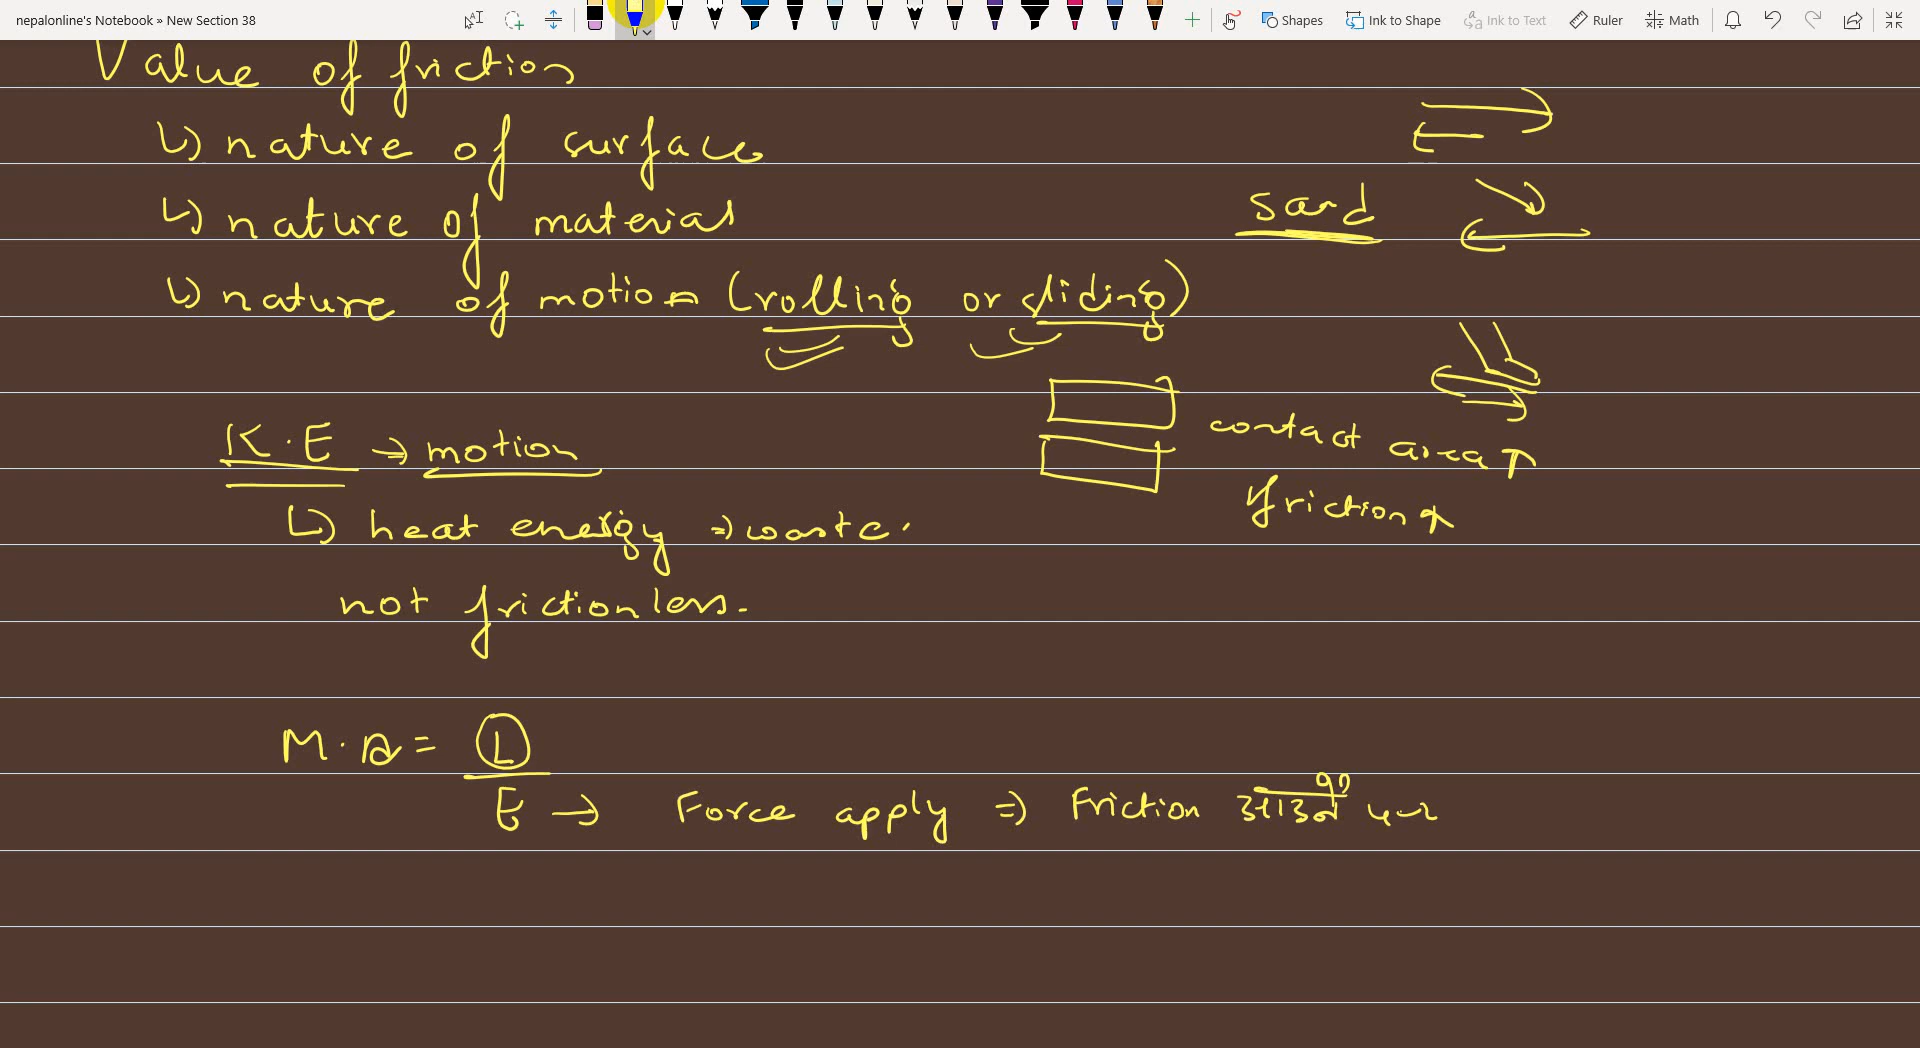 nepalonline's Notebook » New Section 38
Shapes
Ink to Shape
Ink to Text
Ruler
Math
Value of friction
↳ nature of surface
↳ nature of material
sand
↳ nature of motion (rolling or sliding)
K.E → motion
contact area ↑
friction ↑
↳ heat energy ⇒ waste.
not frictionless.
M.A = L
E → Force apply ⇒ Friction